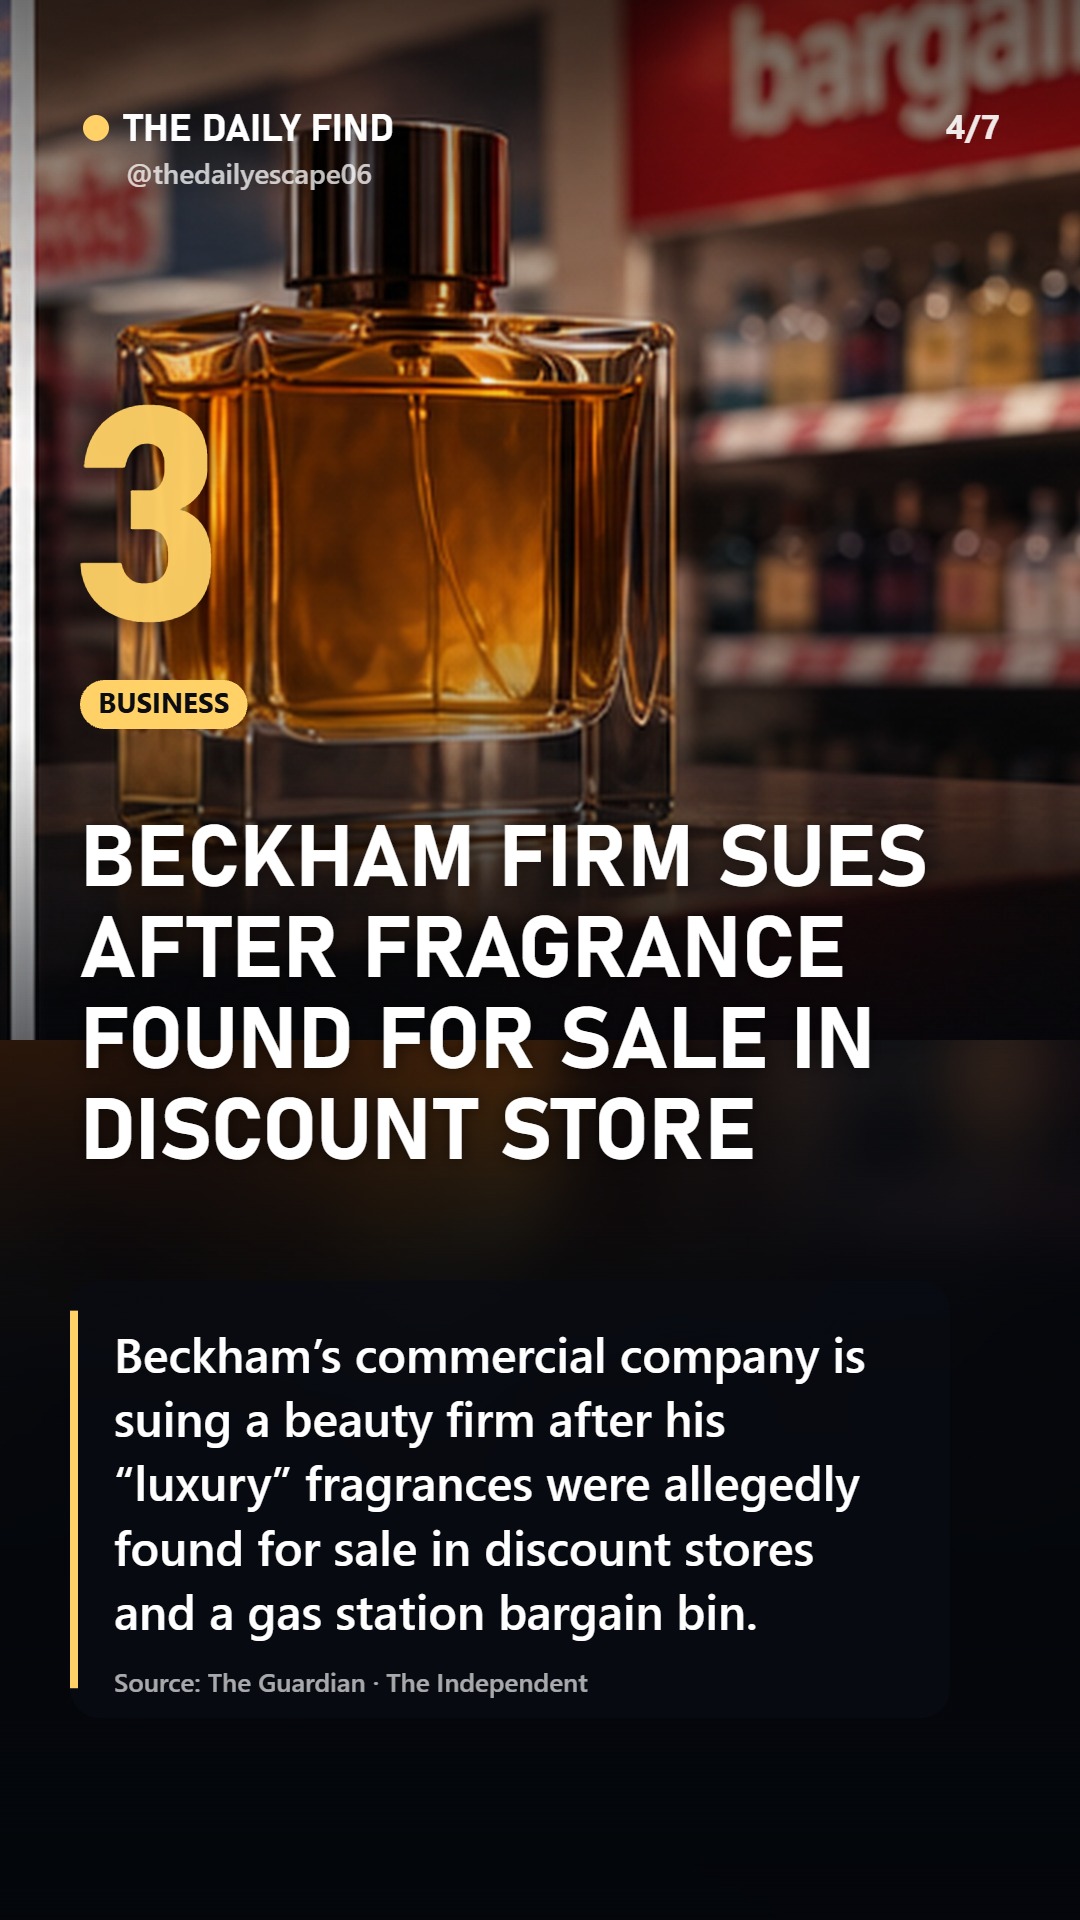 bargai
THE DAILY FIND
4/7
@thedailyescape06
3
BUSINESS
BECKHAM FIRM SUES
AFTER FRAGRANCE
FOUND FOR SALE IN
DISCOUNT STORE
Beckham’s commercial company is
suing a beauty firm after his
“luxury” fragrances were allegedly
found for sale in discount stores
and a gas station bargain bin.
Source: The Guardian · The Independent